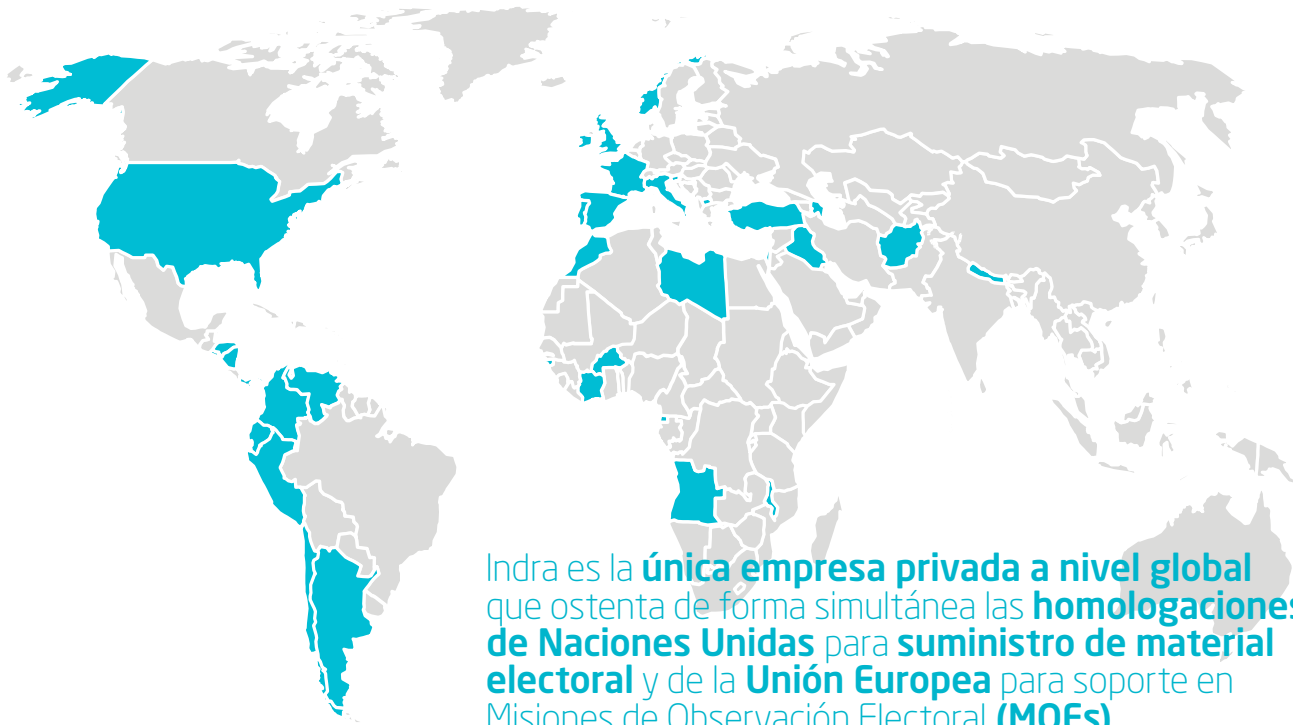 Indra es la única empresa privada a nivel global
que ostenta de forma simultánea las homologaciones
de Naciones Unidas para suministro de material
electoral y de la Unión Europea para soporte en
Misiones de Observación Electoral (MOEs)